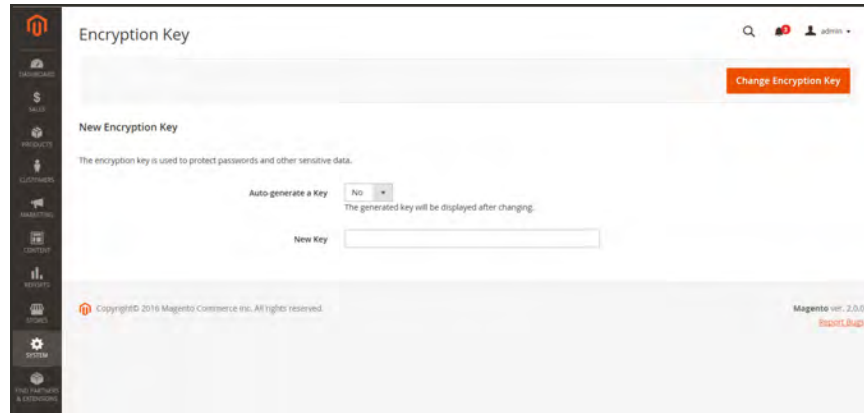 Encryption Key
3
admin
Change Encryption Key
DASHBOARD
SALES
PRODUCTS
CUSTOMERS
MARKETING
CONTENT
REPORTS
STORES
SYSTEM
FIND PARTNERS
& EXTENSIONS
New Encryption Key
The encryption key is used to protect passwords and other sensitive data.
Auto-generate a Key
No
The generated key will be displayed after changing.
New Key
Copyright© 2016 Magento Commerce Inc. All rights reserved.
Magento ver. 2.0.0
Report Bugs